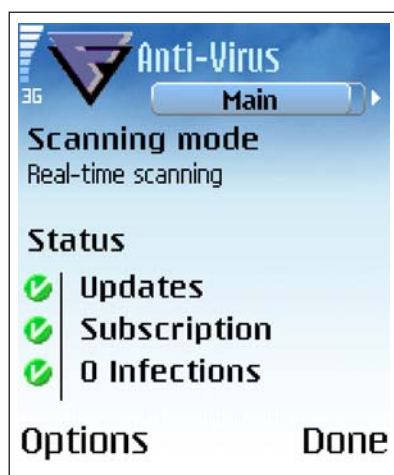 Anti-Virus
3G
Main
Scanning mode
Real-time scanning
Status
Updates
Subscription
0 Infections
Options Done